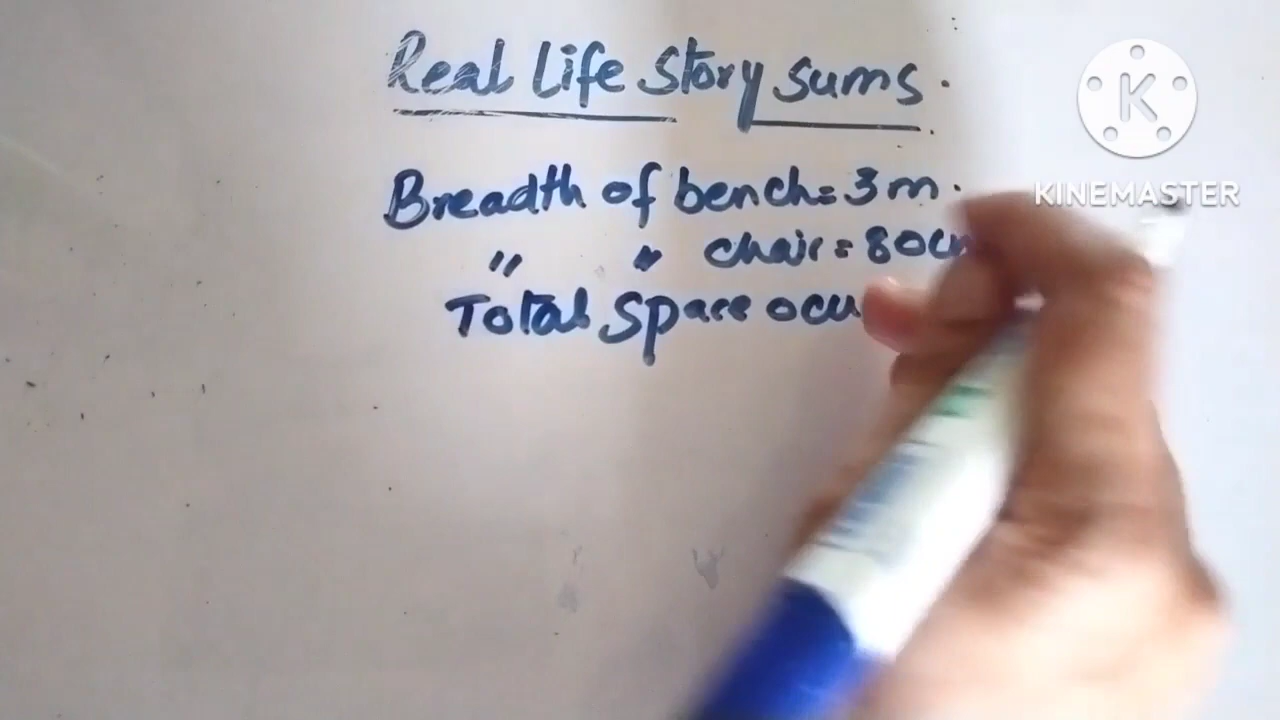 Real Life Story sums.
Breadth of bench = 3 m.
" " chair = 80
Total Space
K
KINEMASTER